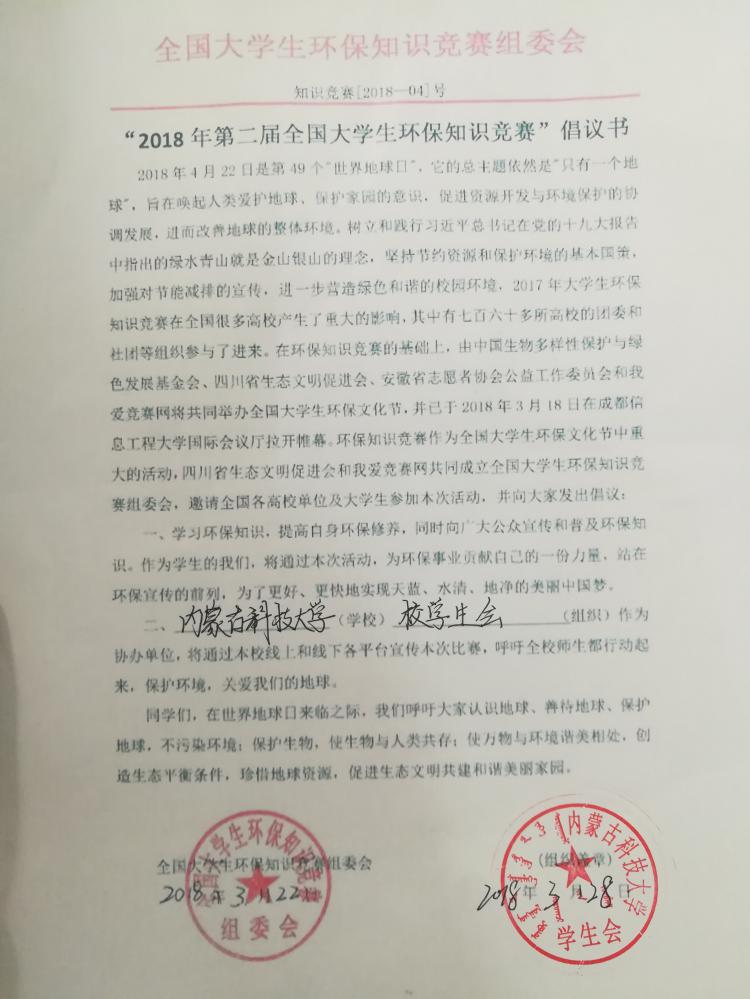 全国大学生环保知识竞赛组委会
知识竞赛[2018—04]号
“2018 年第二届全国大学生环保知识竞赛”倡议书
2018 年 4 月 22 日是第 49 个"世界地球日"，它的总主题依然是"只有一个地
球"，旨在唤起人类爱护地球、保护家园的意识，促进资源开发与环境保护的协
调发展，进而改善地球的整体环境。树立和践行习近平总书记在党的十九大报告
中指出的绿水青山就是金山银山的理念，坚持节约资源和保护环境的基本国策，
加强对节能减排的宣传，进一步营造绿色和谐的校园环境，2017 年大学生环保
知识竞赛在全国很多高校产生了重大的影响，其中有七百六十多所高校的团委和
社团等组织参与了进来。在环保知识竞赛的基础上，由中国生物多样性保护与绿
色发展基金会、四川省生态文明促进会、安徽省志愿者协会公益工作委员会和我
爱竞赛网将共同举办全国大学生环保文化节，并已于 2018 年 3 月 18 日在成都信
息工程大学国际会议厅拉开帷幕。环保知识竞赛作为全国大学生环保文化节中重
大的活动，四川省生态文明促进会和我爱竞赛网共同成立全国大学生环保知识竞
赛组委会，邀请全国各高校单位及大学生参加本次活动，并向大家发出倡议：
一、学习环保知识，提高自身环保修养，同时向广大公众宣传和普及环保知
识。作为学生的我们，将通过本次活动，为环保事业贡献自己的一份力量，站在
环保宣传的前列，为了更好、更快地实现天蓝、水清、地净的美丽中国梦。
二、内蒙古科技大学（学校）校学生会（组织）作为
协办单位，将通过本校线上和线下各平台宣传本次比赛，呼吁全校师生都行动起
来，保护环境，关爱我们的地球。
同学们，在世界地球日来临之际，我们呼吁大家认识地球、善待地球、保护
地球，不污染环境；保护生物，使生物与人类共存；使万物与环境谐美相处，创
造生态平衡条件，珍惜地球资源，促进生态文明共建和谐美丽家园。
全国大学生环保知识竞赛组委会
（组织盖章）
2018 年 3 月 22 日
2018 年 3 月 28 日
全国大学生环保知识竞赛
组委会
内蒙古科技大学
学生会